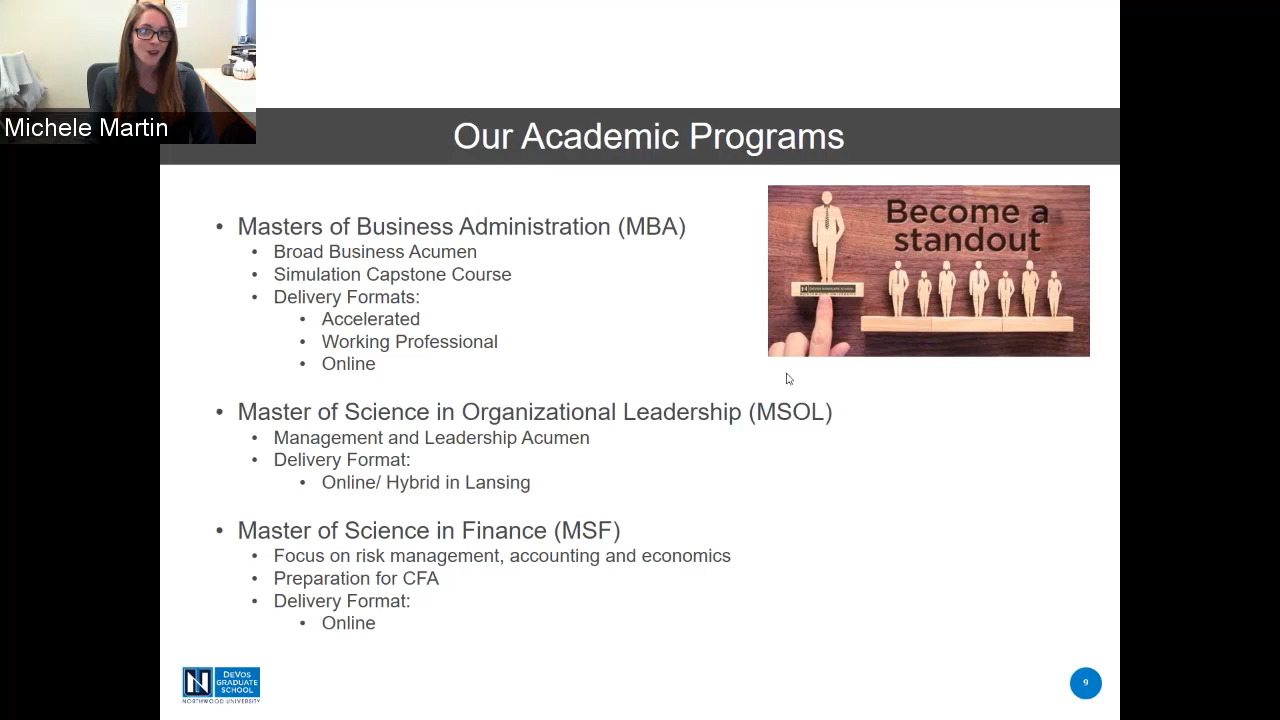 Michele Martin
Our Academic Programs
• Masters of Business Administration (MBA)
• Broad Business Acumen
• Simulation Capstone Course
• Delivery Formats:
• Accelerated
• Working Professional
• Online
Become a
standout
N DEVOS GRADUATE SCHOOL
NORTHWOOD UNIVERSITY
• Master of Science in Organizational Leadership (MSOL)
• Management and Leadership Acumen
• Delivery Format:
• Online/ Hybrid in Lansing
• Master of Science in Finance (MSF)
• Focus on risk management, accounting and economics
• Preparation for CFA
• Delivery Format:
• Online
N
DEVOS
GRADUATE
SCHOOL
NORTHWOOD UNIVERSITY
9